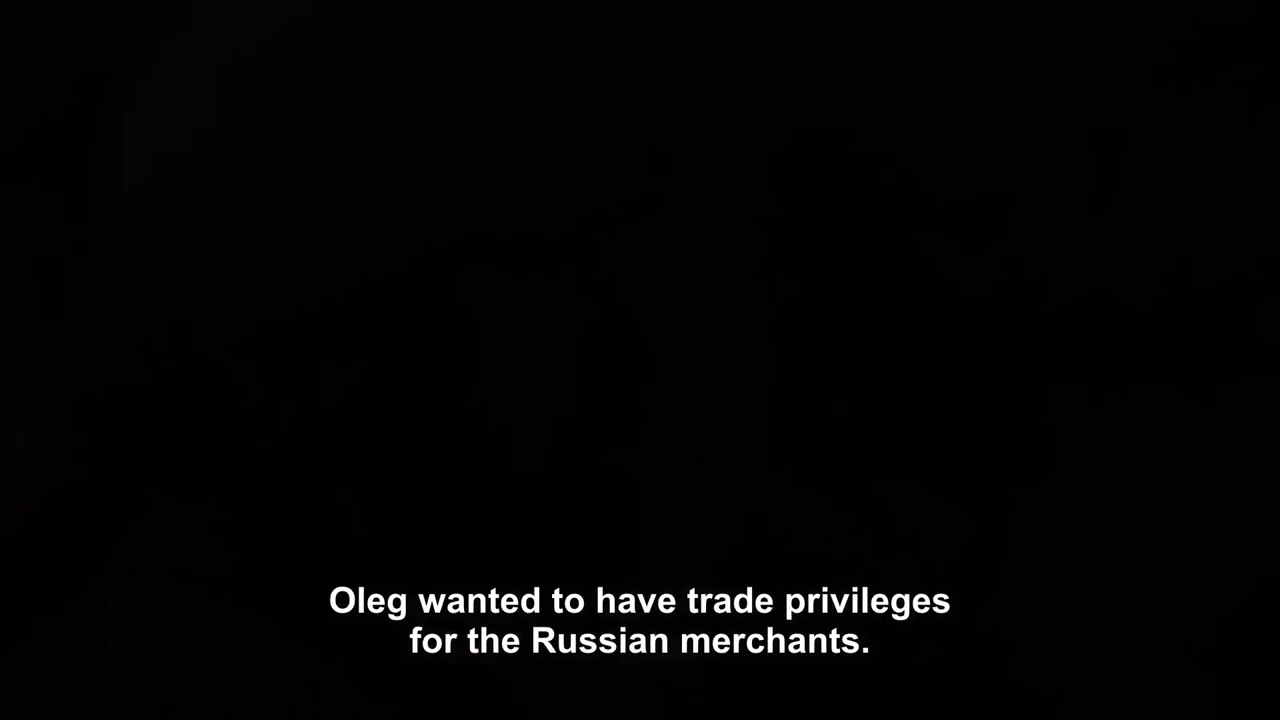 Oleg wanted to have trade privileges
for the Russian merchants.